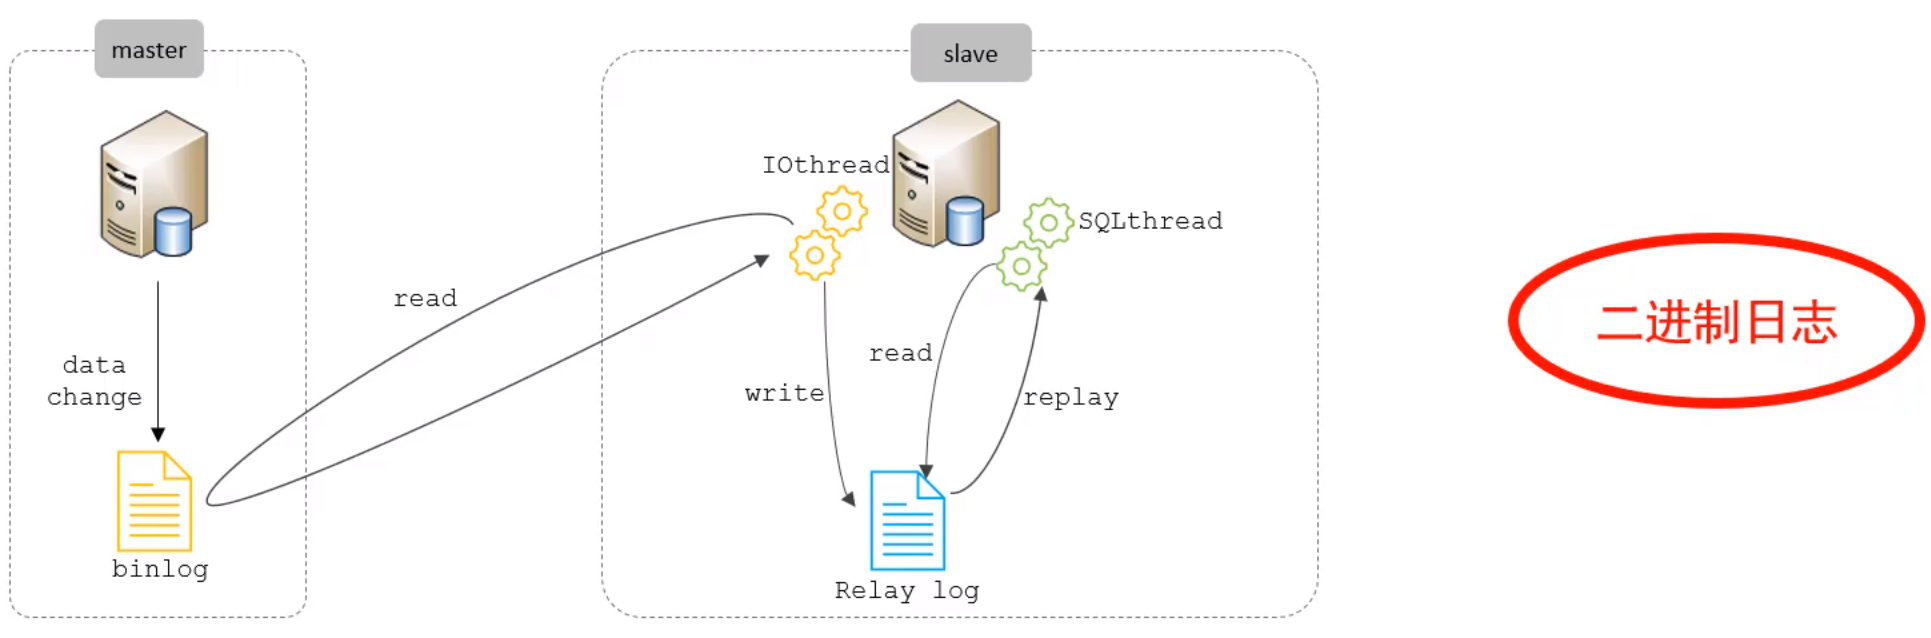 master
slave
IOthread
SQLthread
read
data
change
read
write
replay
binlog
Relay log
二进制日志